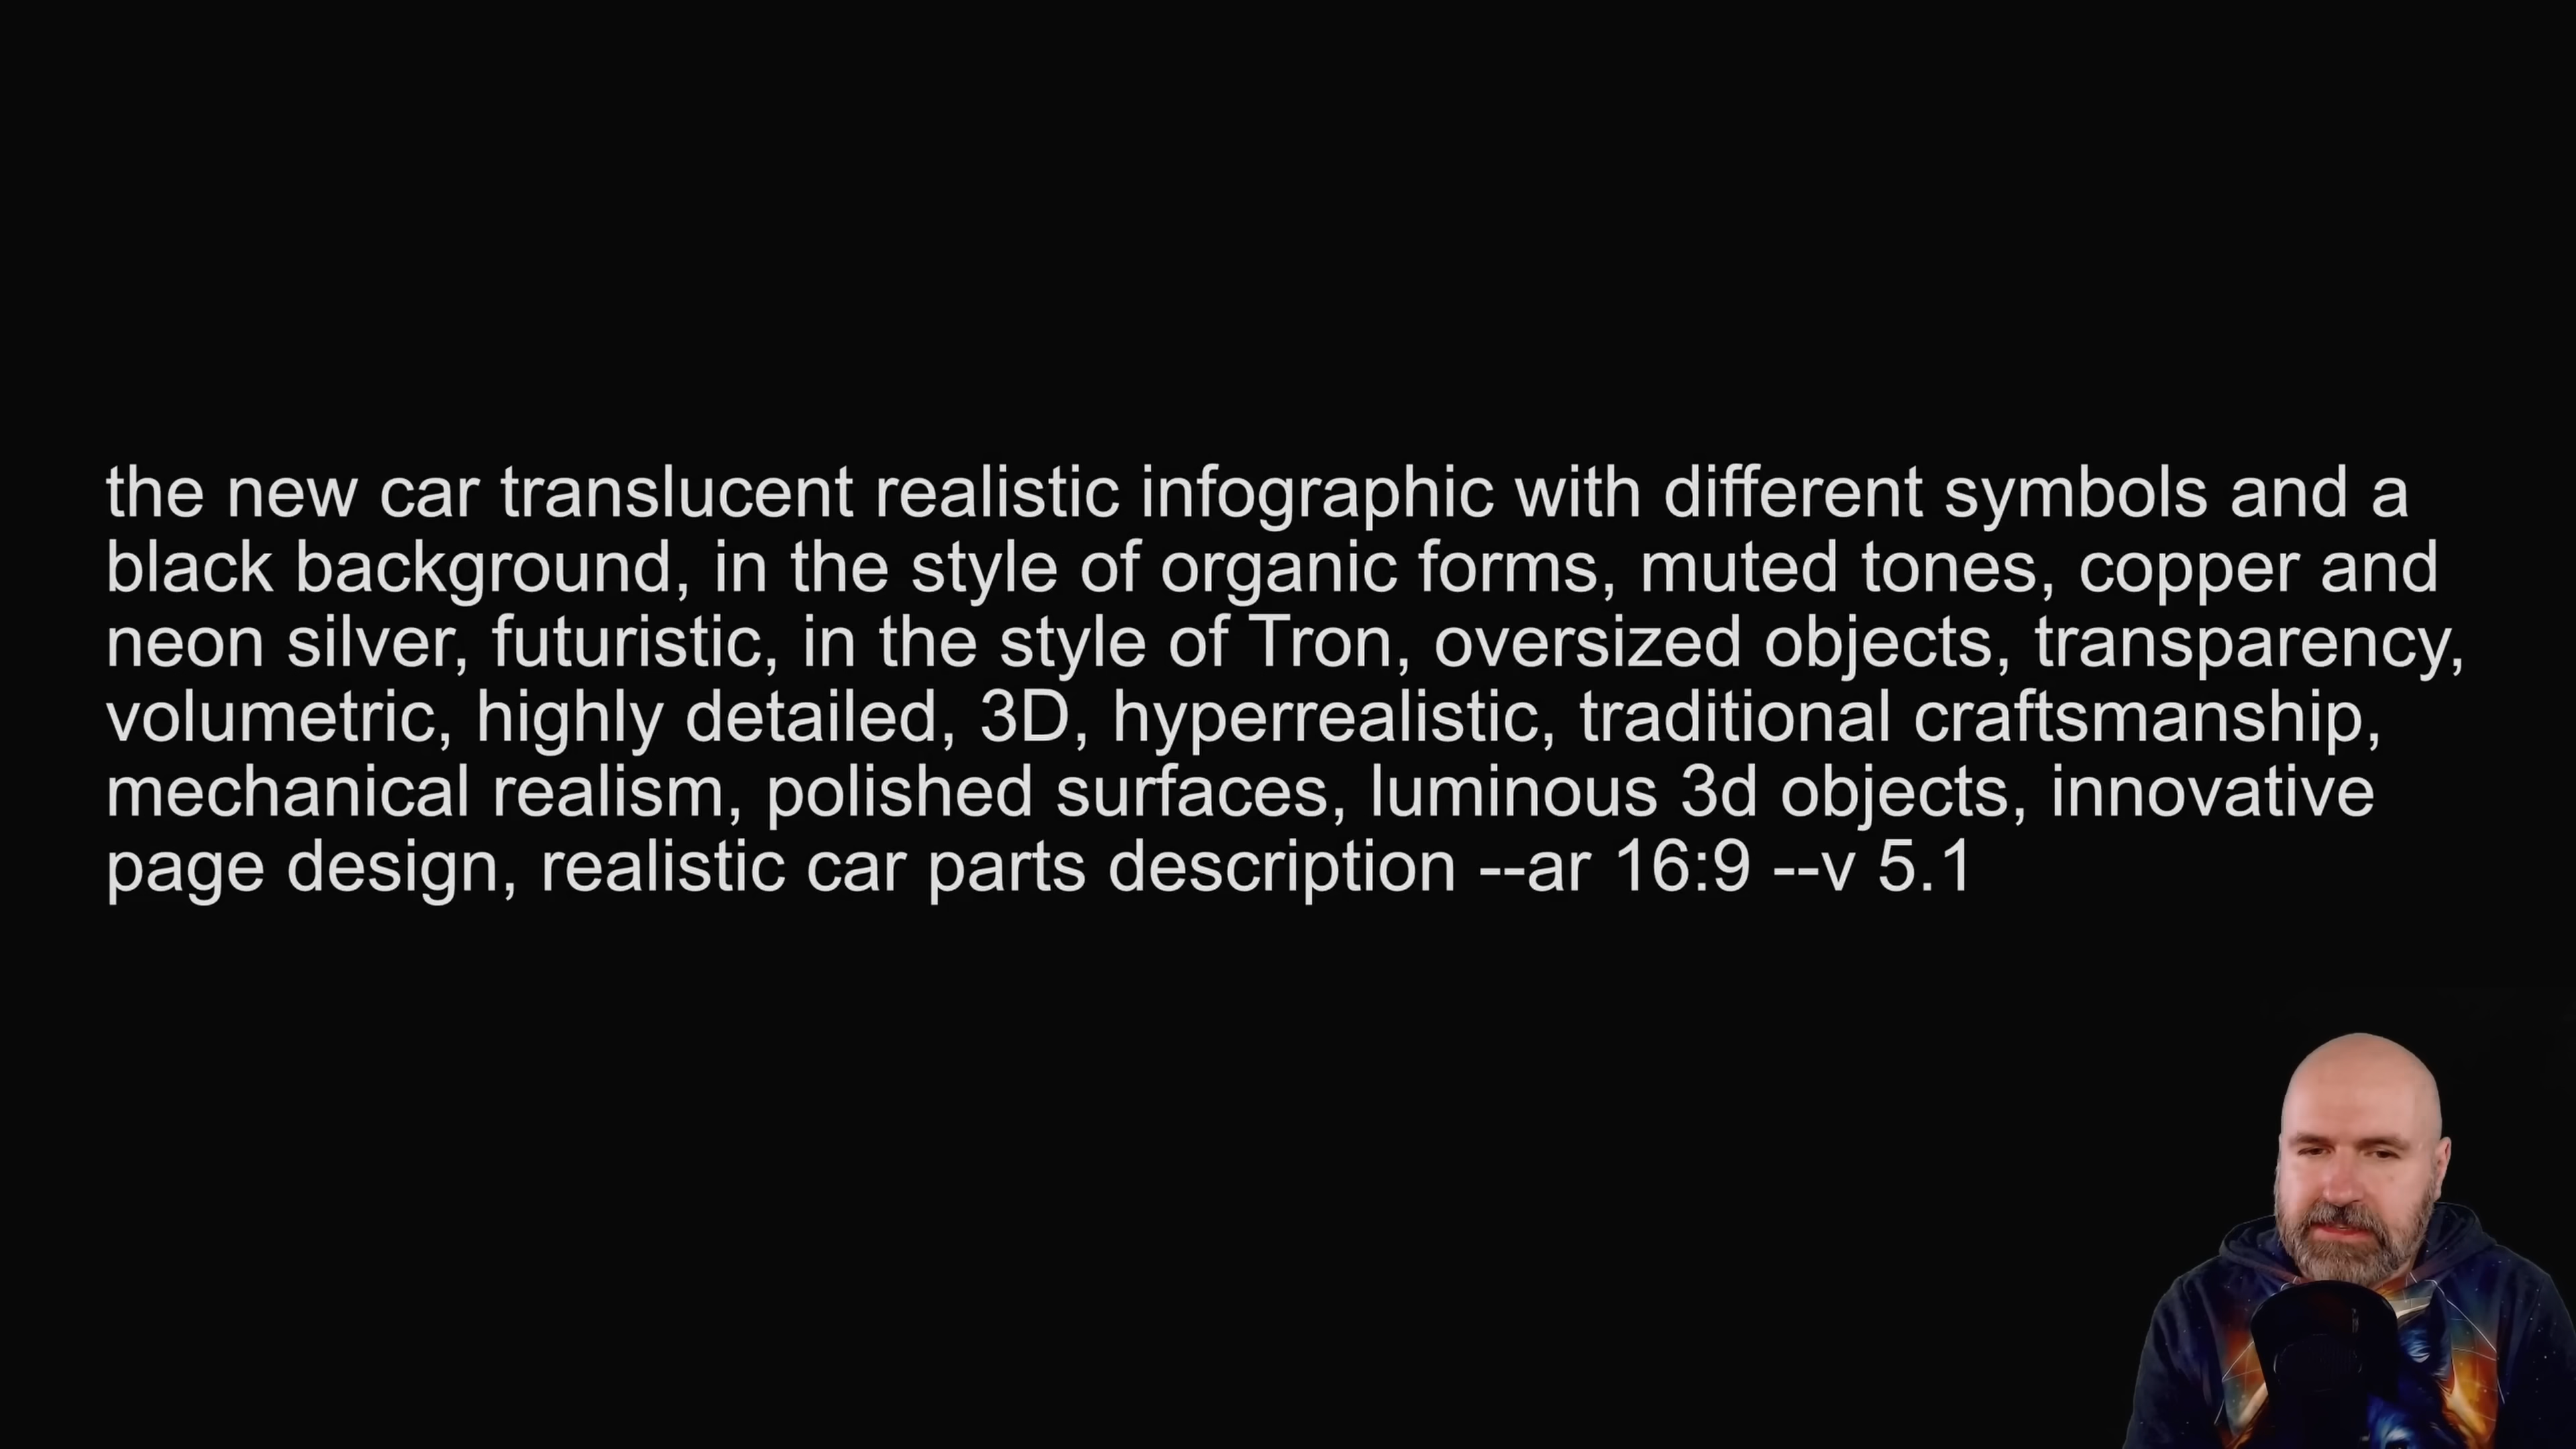 the new car translucent realistic infographic with different symbols and a
black background, in the style of organic forms, muted tones, copper and
neon silver, futuristic, in the style of Tron, oversized objects, transparency,
volumetric, highly detailed, 3D, hyperrealistic, traditional craftsmanship,
mechanical realism, polished surfaces, luminous 3d objects, innovative
page design, realistic car parts description --ar 16:9 --v 5.1